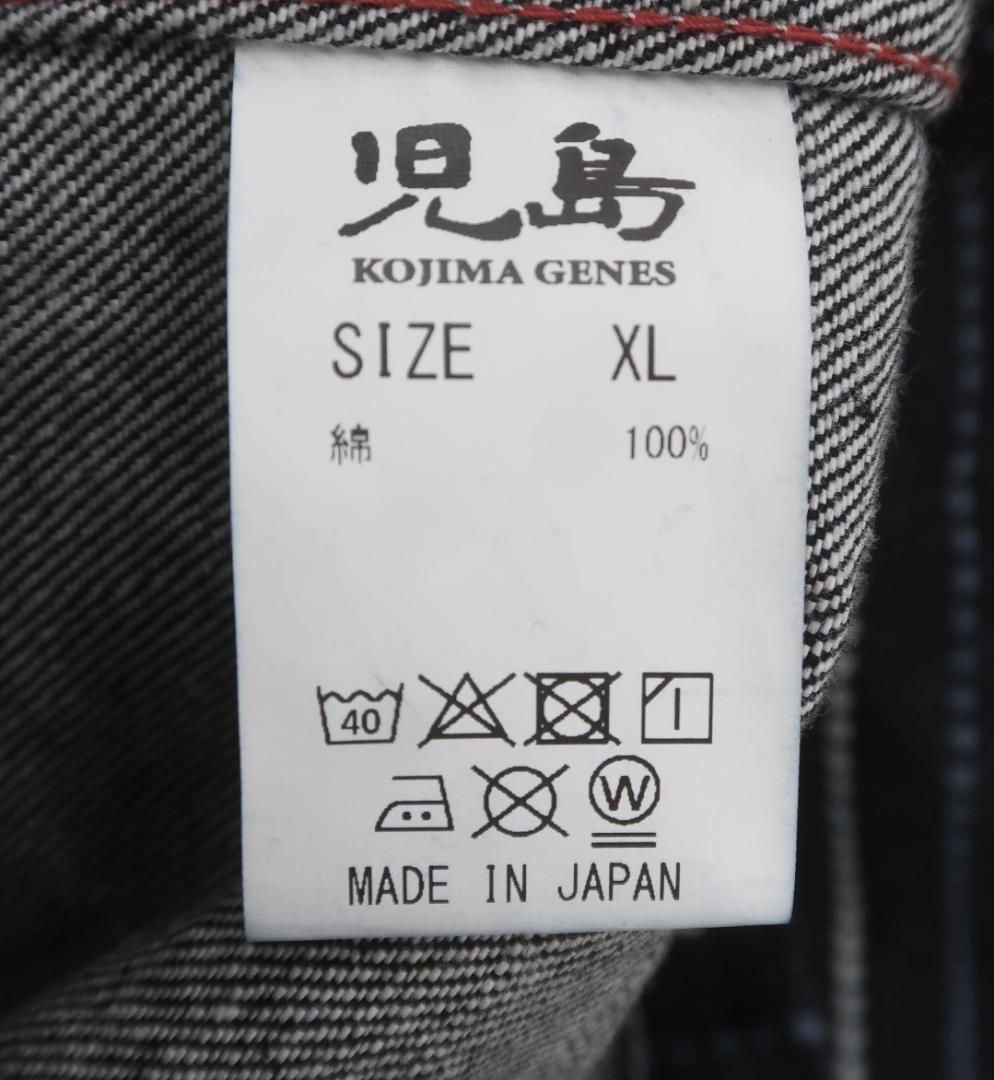 児島
KOJIMA GENES
SIZE XL
綿 100%
40
W
MADE IN JAPAN